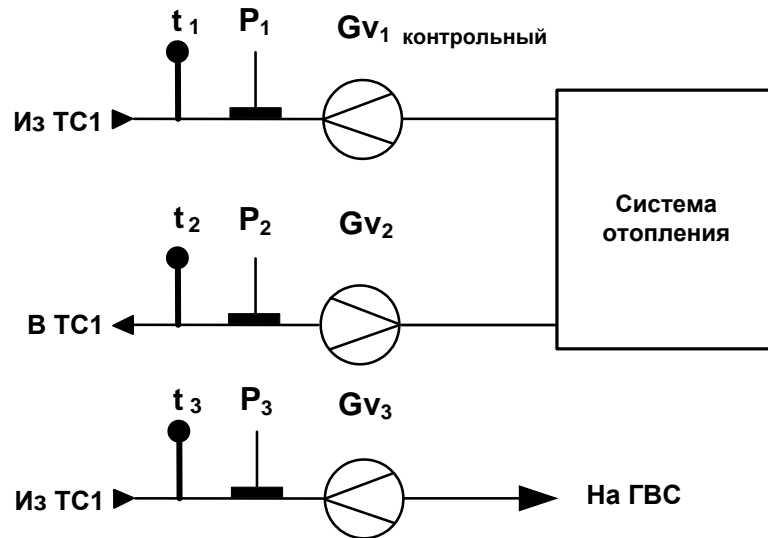 t₁ P₁ Gv₁ контрольный
Из ТС1
t₂ P₂ Gv₂
Система
отопления
В ТС1
t₃ P₃ Gv₃
Из ТС1
На ГВС